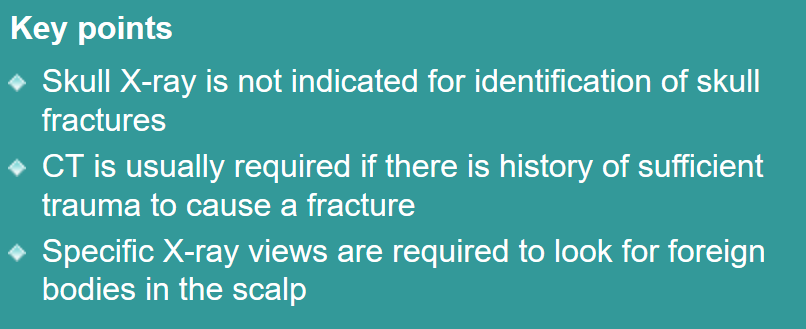 Key points
Skull X-ray is not indicated for identification of skull
fractures
CT is usually required if there is history of sufficient
trauma to cause a fracture
Specific X-ray views are required to look for foreign
bodies in the scalp